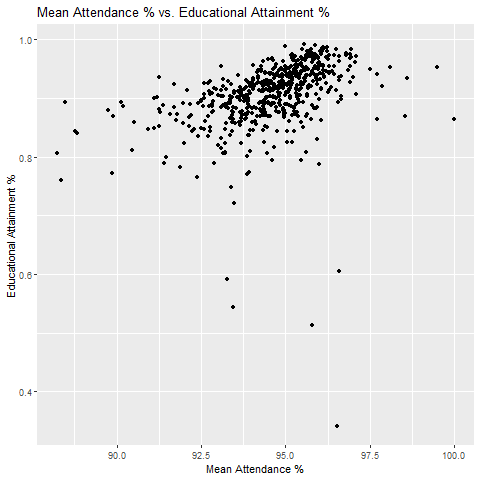 Mean Attendance % vs. Educational Attainment %
1.0
0.8
0.6
0.4
Educational Attainment %
90.0 92.5 95.0 97.5 100.0
Mean Attendance %